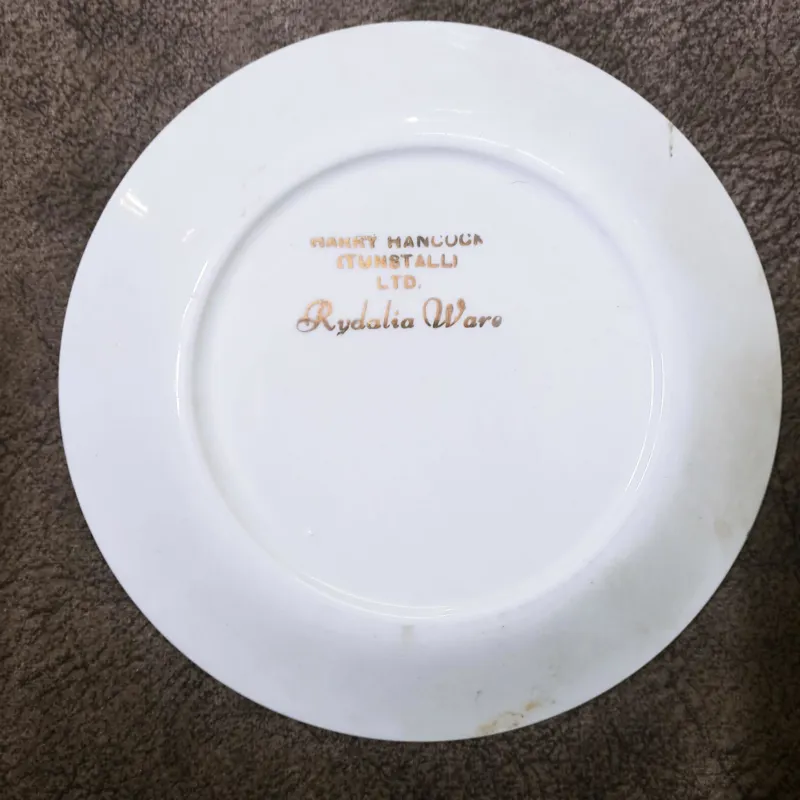 HARRY HANCOCK
(TUNSTALL)
LTD.
Rydalia Ware